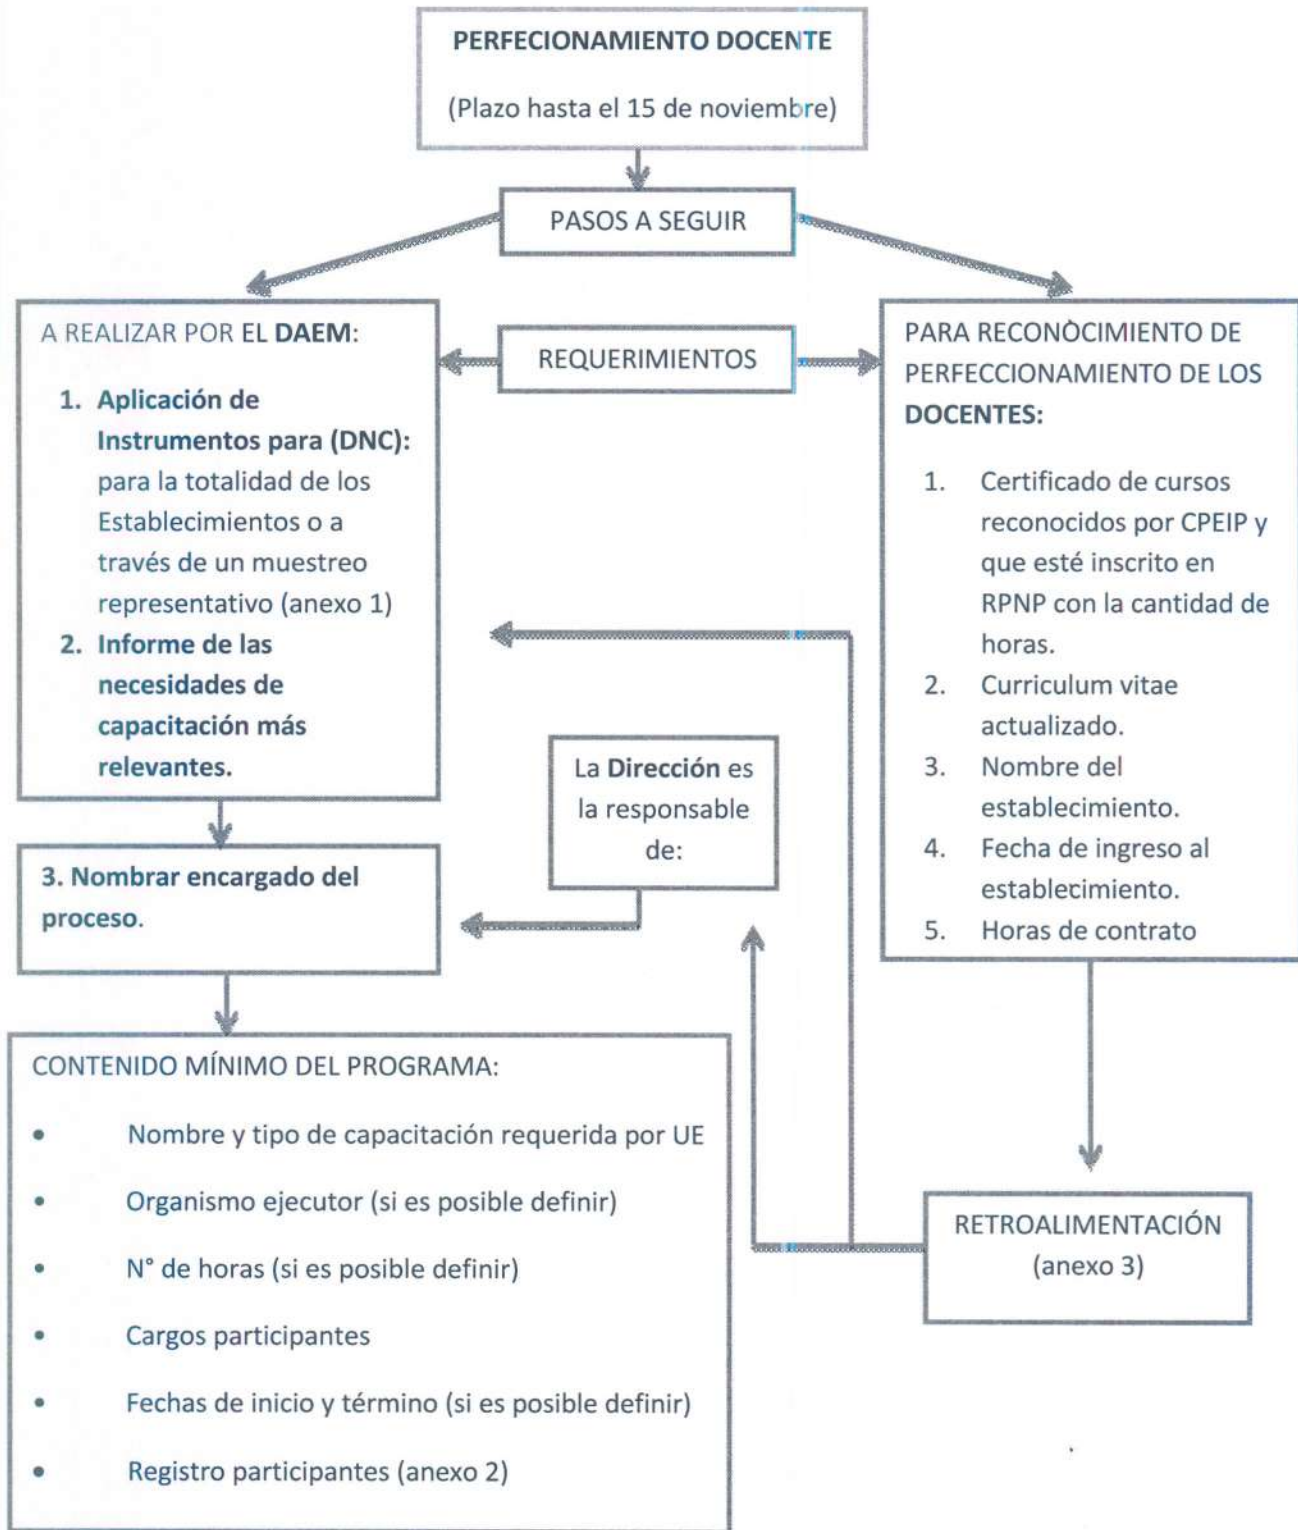 PERFECIONAMIENTO DOCENTE
(Plazo hasta el 15 de noviembre)
PASOS A SEGUIR
A REALIZAR POR EL DAEM:
1. Aplicación de
Instrumentos para (DNC):
para la totalidad de los
Establecimientos o a
través de un muestreo
representativo (anexo 1)
2. Informe de las
necesidades de
capacitación más
relevantes.
REQUERIMIENTOS
PARA RECONOCIMIENTO DE
PERFECCIONAMIENTO DE LOS
DOCENTES:
1. Certificado de cursos
reconocidos por CPEIP y
que esté inscrito en
RPNP con la cantidad de
horas.
2. Curriculum vitae
actualizado.
3. Nombre del
establecimiento.
4. Fecha de ingreso al
establecimiento.
5. Horas de contrato
La Dirección es
la responsable
de:
3. Nombrar encargado del
proceso.
CONTENIDO MÍNIMO DEL PROGRAMA:
• Nombre y tipo de capacitación requerida por UE
• Organismo ejecutor (si es posible definir)
• N° de horas (si es posible definir)
• Cargos participantes
• Fechas de inicio y término (si es posible definir)
• Registro participantes (anexo 2)
RETROALIMENTACIÓN
(anexo 3)